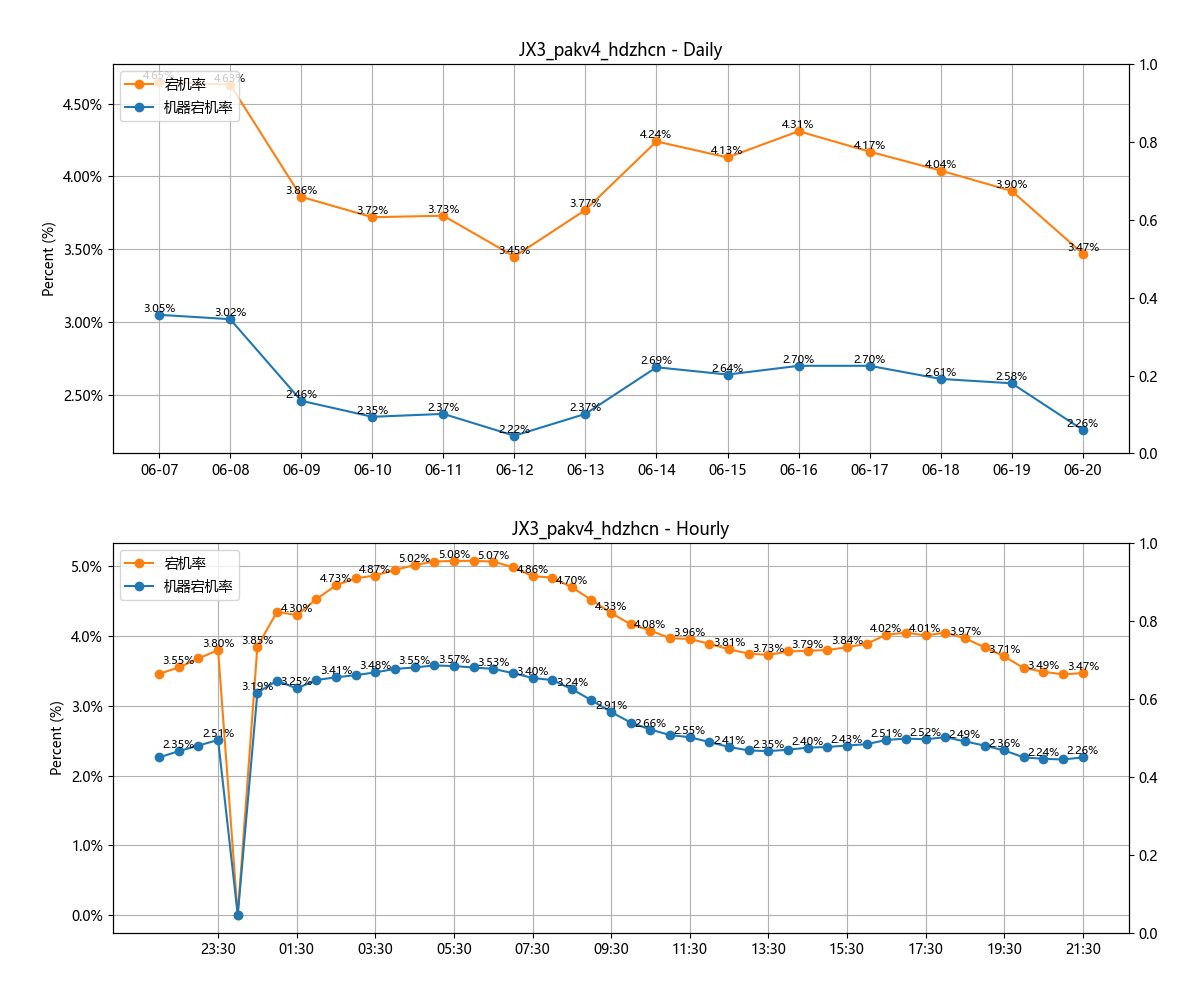 JX3_pakv4_hdzhcn - Daily
宕机率
机器宕机率
Percent (%)
4.50%
4.00%
3.50%
3.00%
2.50%
1.0
0.8
0.6
0.4
0.2
0.0
4.65% 4.63% 3.86% 3.72% 3.73% 3.45% 3.77% 4.24% 4.13% 4.31% 4.17% 4.04% 3.90% 3.47%
3.05% 3.02% 2.46% 2.35% 2.37% 2.22% 2.37% 2.69% 2.64% 2.70% 2.70% 2.61% 2.58% 2.26%
06-07 06-08 06-09 06-10 06-11 06-12 06-13 06-14 06-15 06-16 06-17 06-18 06-19 06-20
JX3_pakv4_hdzhcn - Hourly
宕机率
机器宕机率
Percent (%)
5.0%
4.0%
3.0%
2.0%
1.0%
0.0%
1.0
0.8
0.6
0.4
0.2
0.0
3.55% 3.80% 3.85% 4.30% 4.73% 4.87% 5.02% 5.08% 5.07% 4.86% 4.70% 4.33% 4.08% 3.96% 3.81% 3.73% 3.79% 3.84% 4.02% 4.01% 3.97% 3.71% 3.49% 3.47%
2.35% 2.51% 3.19% 3.25% 3.41% 3.48% 3.55% 3.57% 3.53% 3.40% 3.24% 2.91% 2.66% 2.55% 2.41% 2.35% 2.40% 2.43% 2.51% 2.52% 2.49% 2.36% 2.24% 2.26%
23:30 01:30 03:30 05:30 07:30 09:30 11:30 13:30 15:30 17:30 19:30 21:30